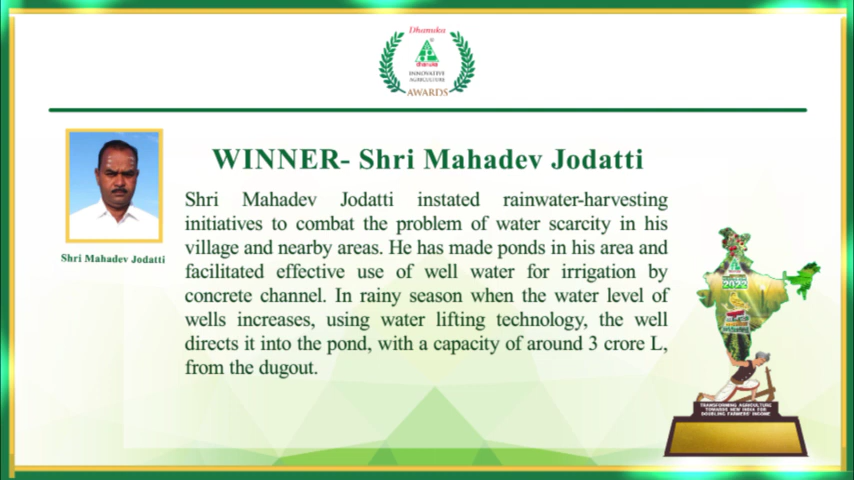 Dhanuka
dhanuka
INNOVATIVE
AGRICULTURE
AWARDS
WINNER- Shri Mahadev Jodatti
Shri Mahadev Jodatti instated rainwater-harvesting
initiatives to combat the problem of water scarcity in his
village and nearby areas. He has made ponds in his area and
facilitated effective use of well water for irrigation by
concrete channel. In rainy season when the water level of
wells increases, using water lifting technology, the well
directs it into the pond, with a capacity of around 3 crore L,
from the dugout.
Shri Mahadev Jodatti
2022
TRANSFORMING AGRICULTURE
TOWARDS NEW INDIA FOR
DOUBLING FARMERS' INCOME